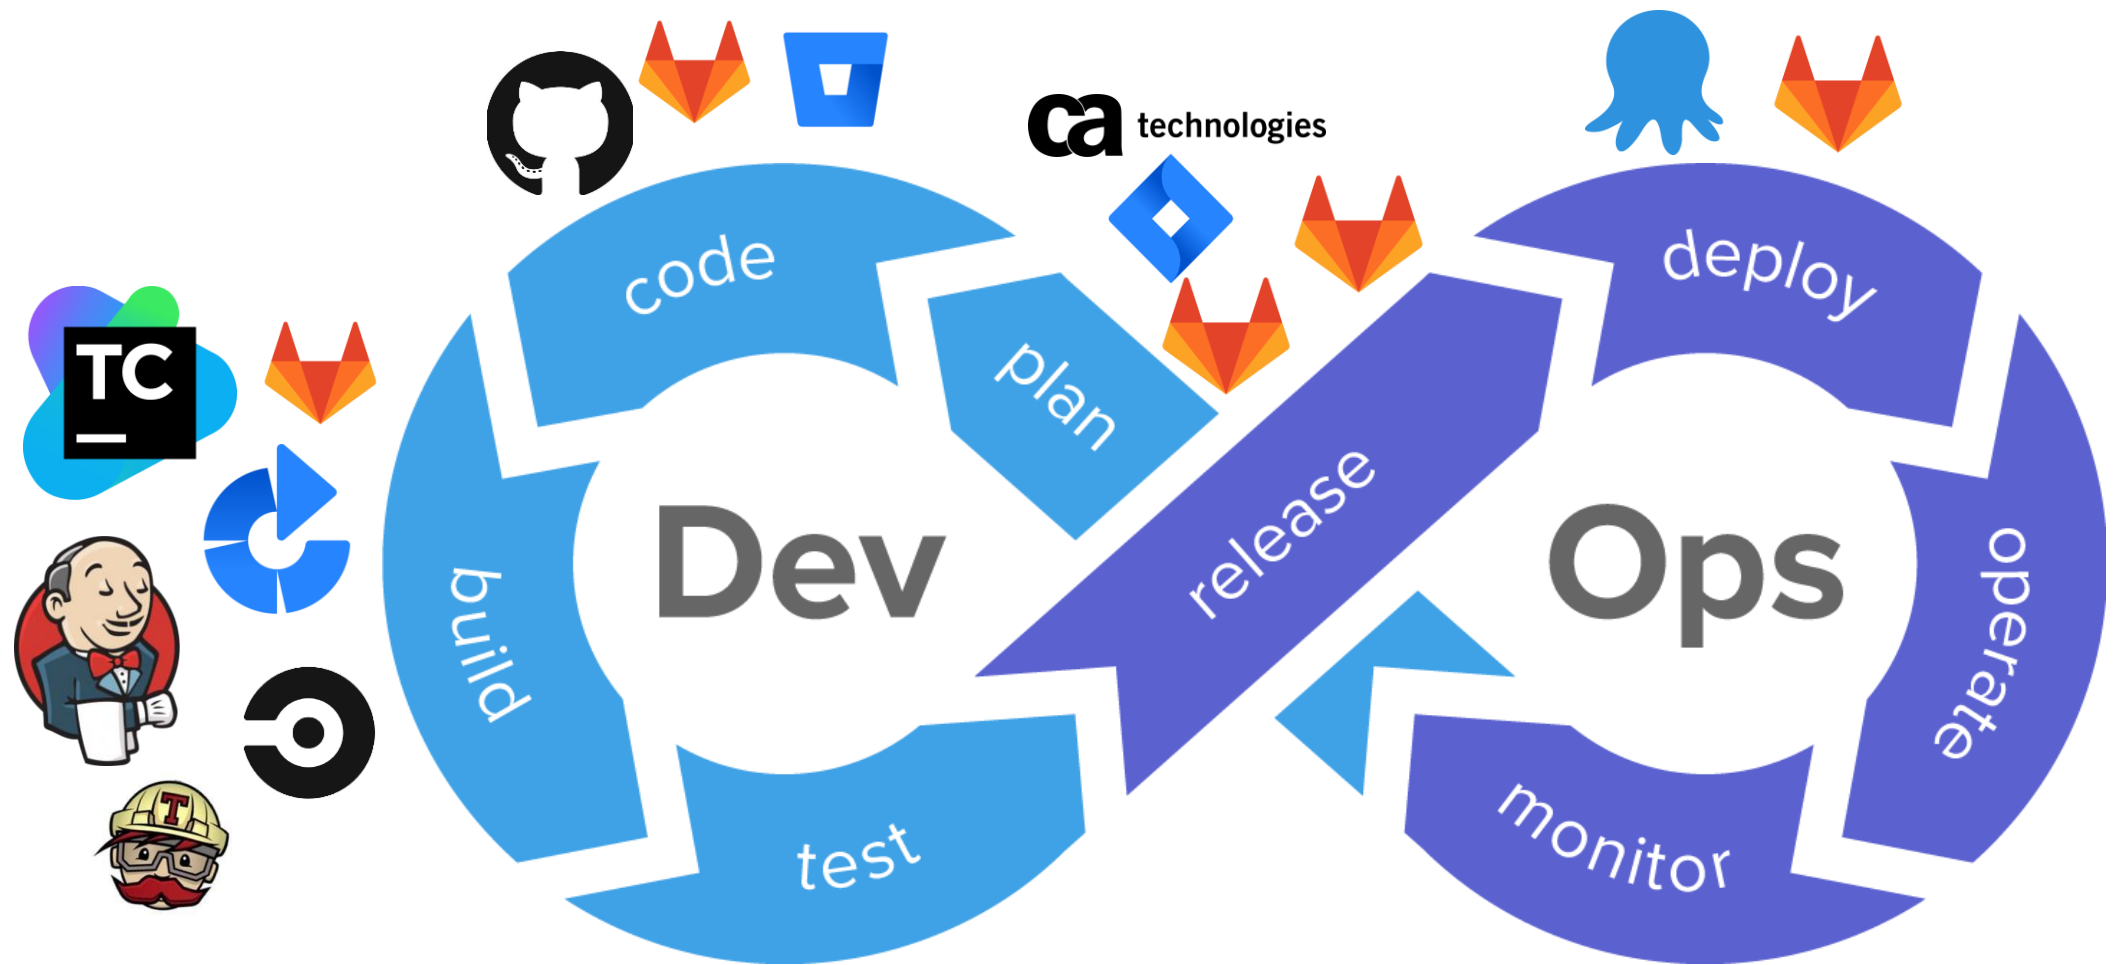 ca technologies
TC
T
code
plan
deploy
release
build
Dev
Ops
operate
test
monitor